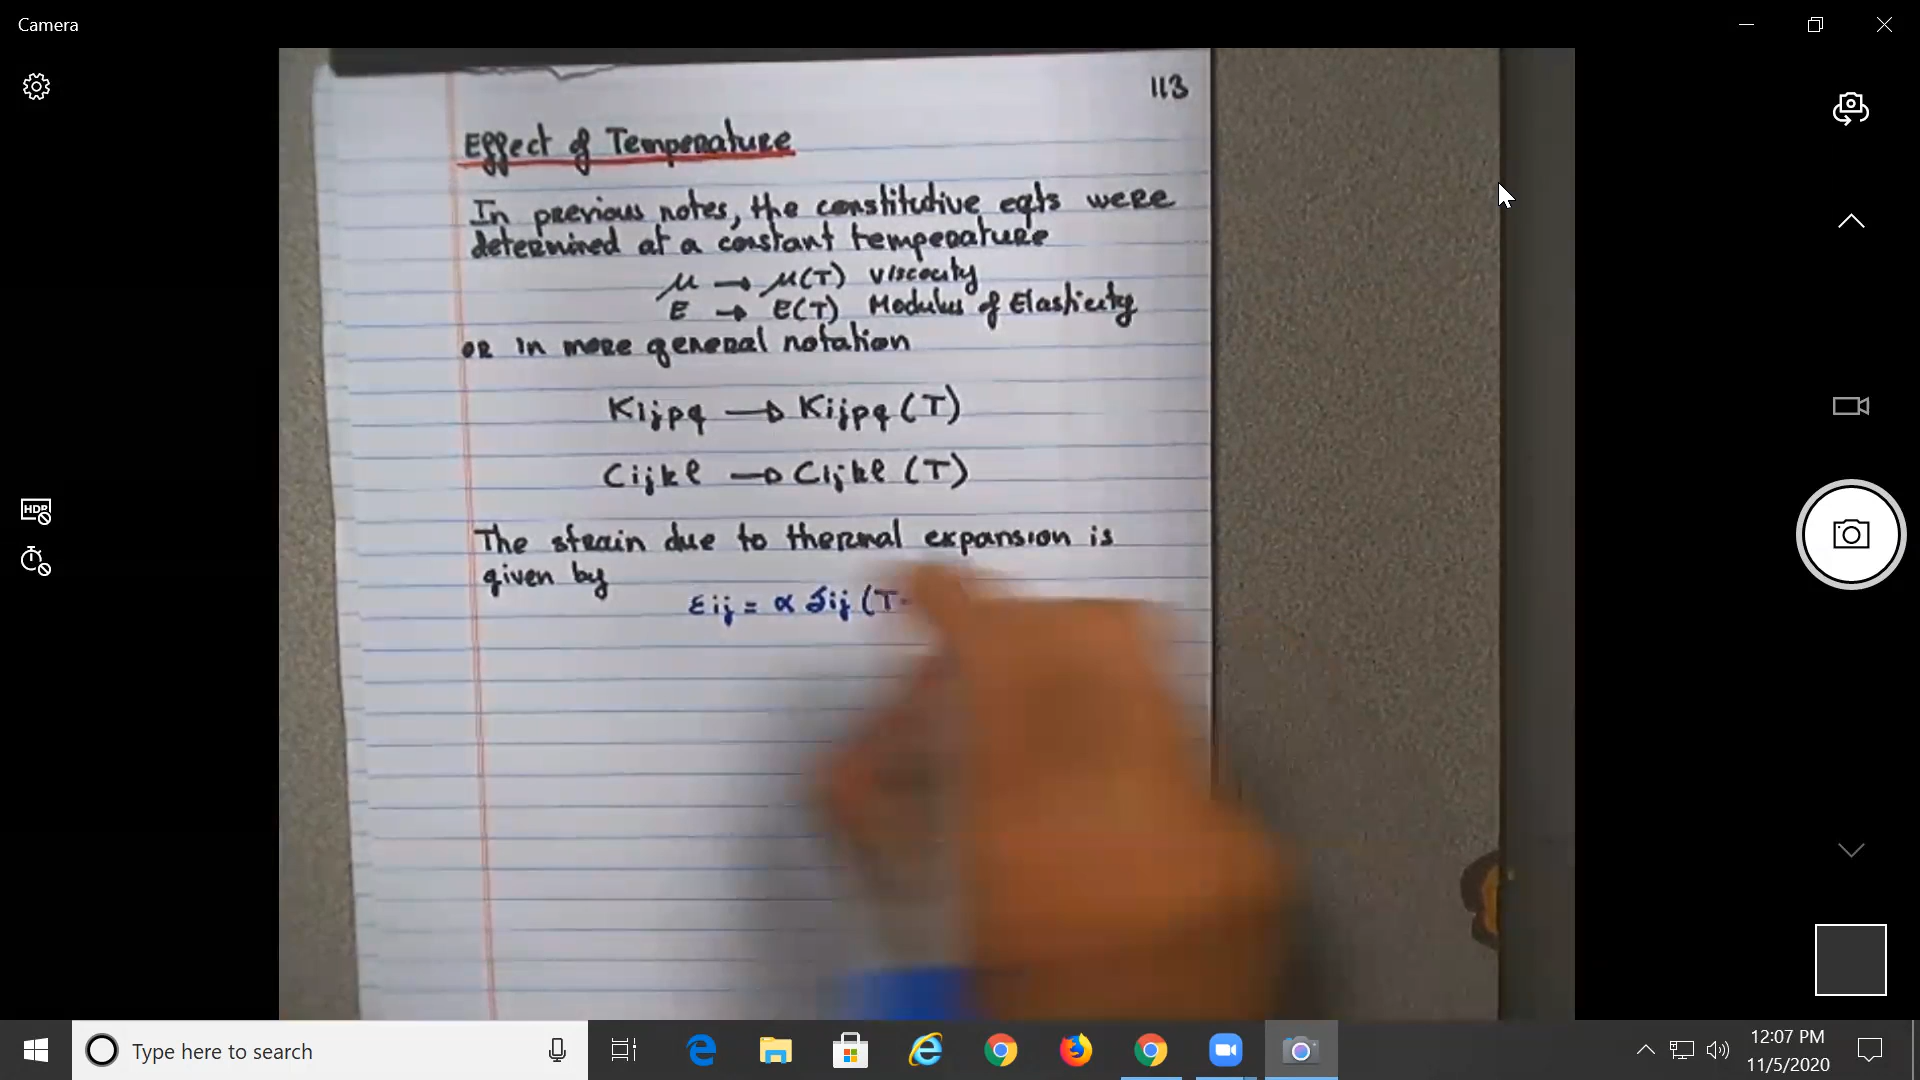 Camera
113
Effect of Temperature
In previous notes, the constitutive eqts were
determined at a constant temperature
μ → μ(T) viscosity
E → E(T) Modulus of Elasticity
or in more general notation
Kijpq → Kijpq (T)
Cijkl → Cijkl (T)
The strain due to thermal expansion is
given by
εij = α δij (T-
HDR
Type here to search
12:07 PM
11/5/2020